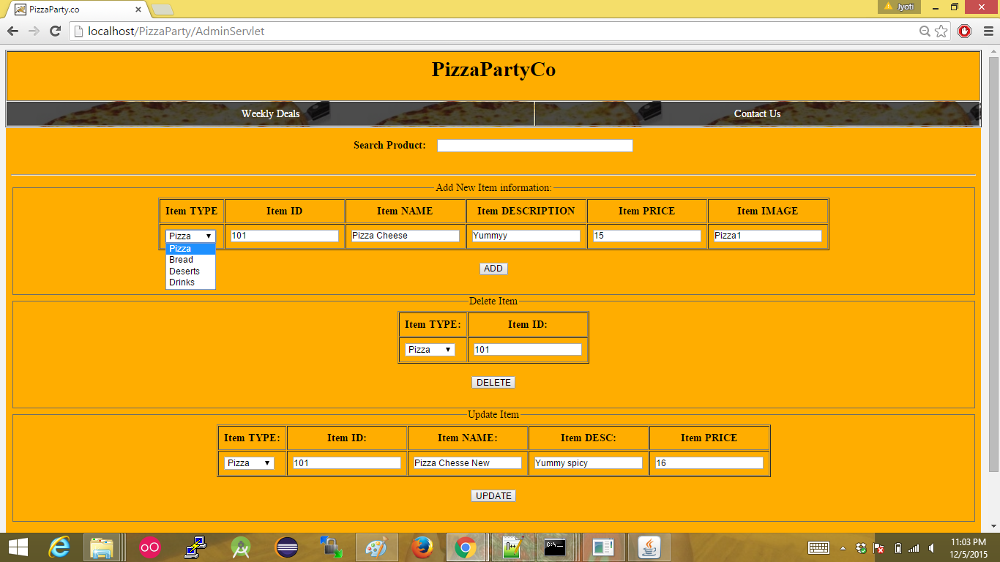 PizzaParty.co
Jyoti
localhost/PizzaParty/AdminServlet
PizzaPartyCo
Weekly Deals Contact Us
Search Product:
Add New Item information:
Item TYPE Item ID Item NAME Item DESCRIPTION Item PRICE Item IMAGE
Pizza 101 Pizza Cheese Yummyy 15 Pizza1
Pizza
Bread
Deserts
Drinks
ADD
Delete Item
Item TYPE: Item ID:
Pizza 101
DELETE
Update Item
Item TYPE: Item ID: Item NAME: Item DESC: Item PRICE
Pizza 101 Pizza Chesse New Yummy spicy 16
UPDATE
11:03 PM
12/5/2015